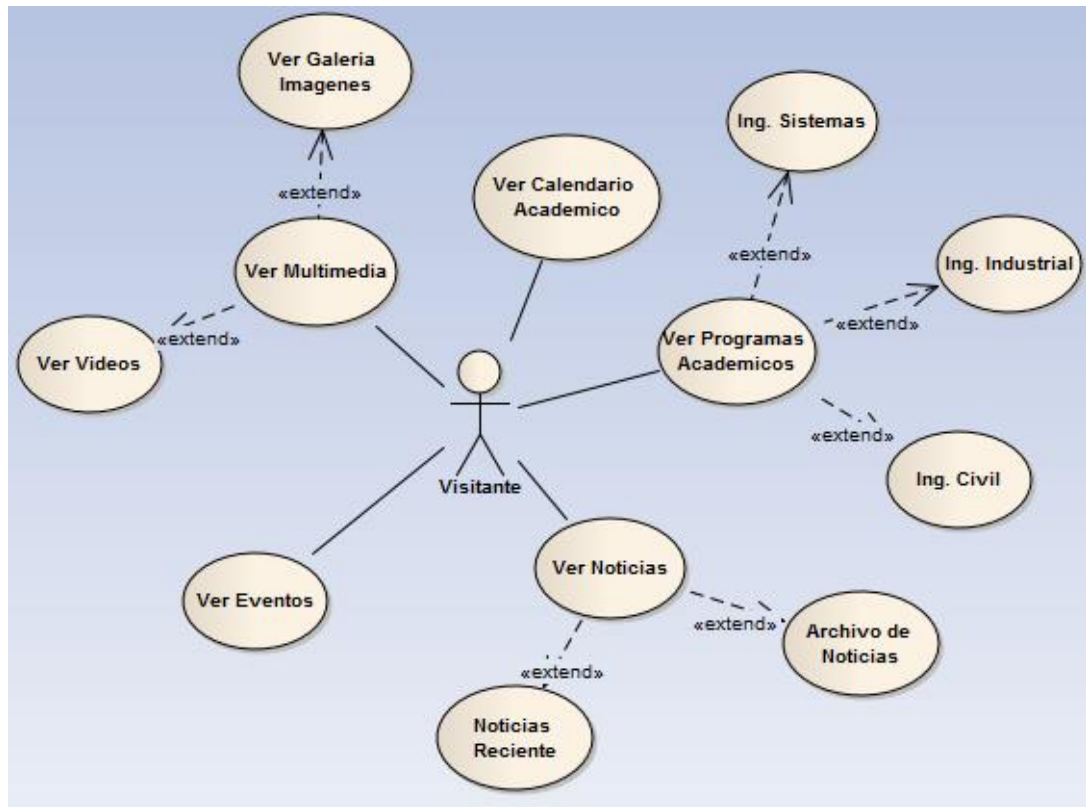 Ver Galeria
Imagenes
Ing. Sistemas
Ver Calendario
Academico
«extend»
Ver Multimedia
«extend»
Ing. Industrial
«extend»
«extend»
Ver Programas
Academicos
Ver Videos
«extend»
Ing. Civil
Visitante
Ver Noticias
Ver Eventos
«extend»
Archivo de
Noticias
«extend»
Noticias
Reciente